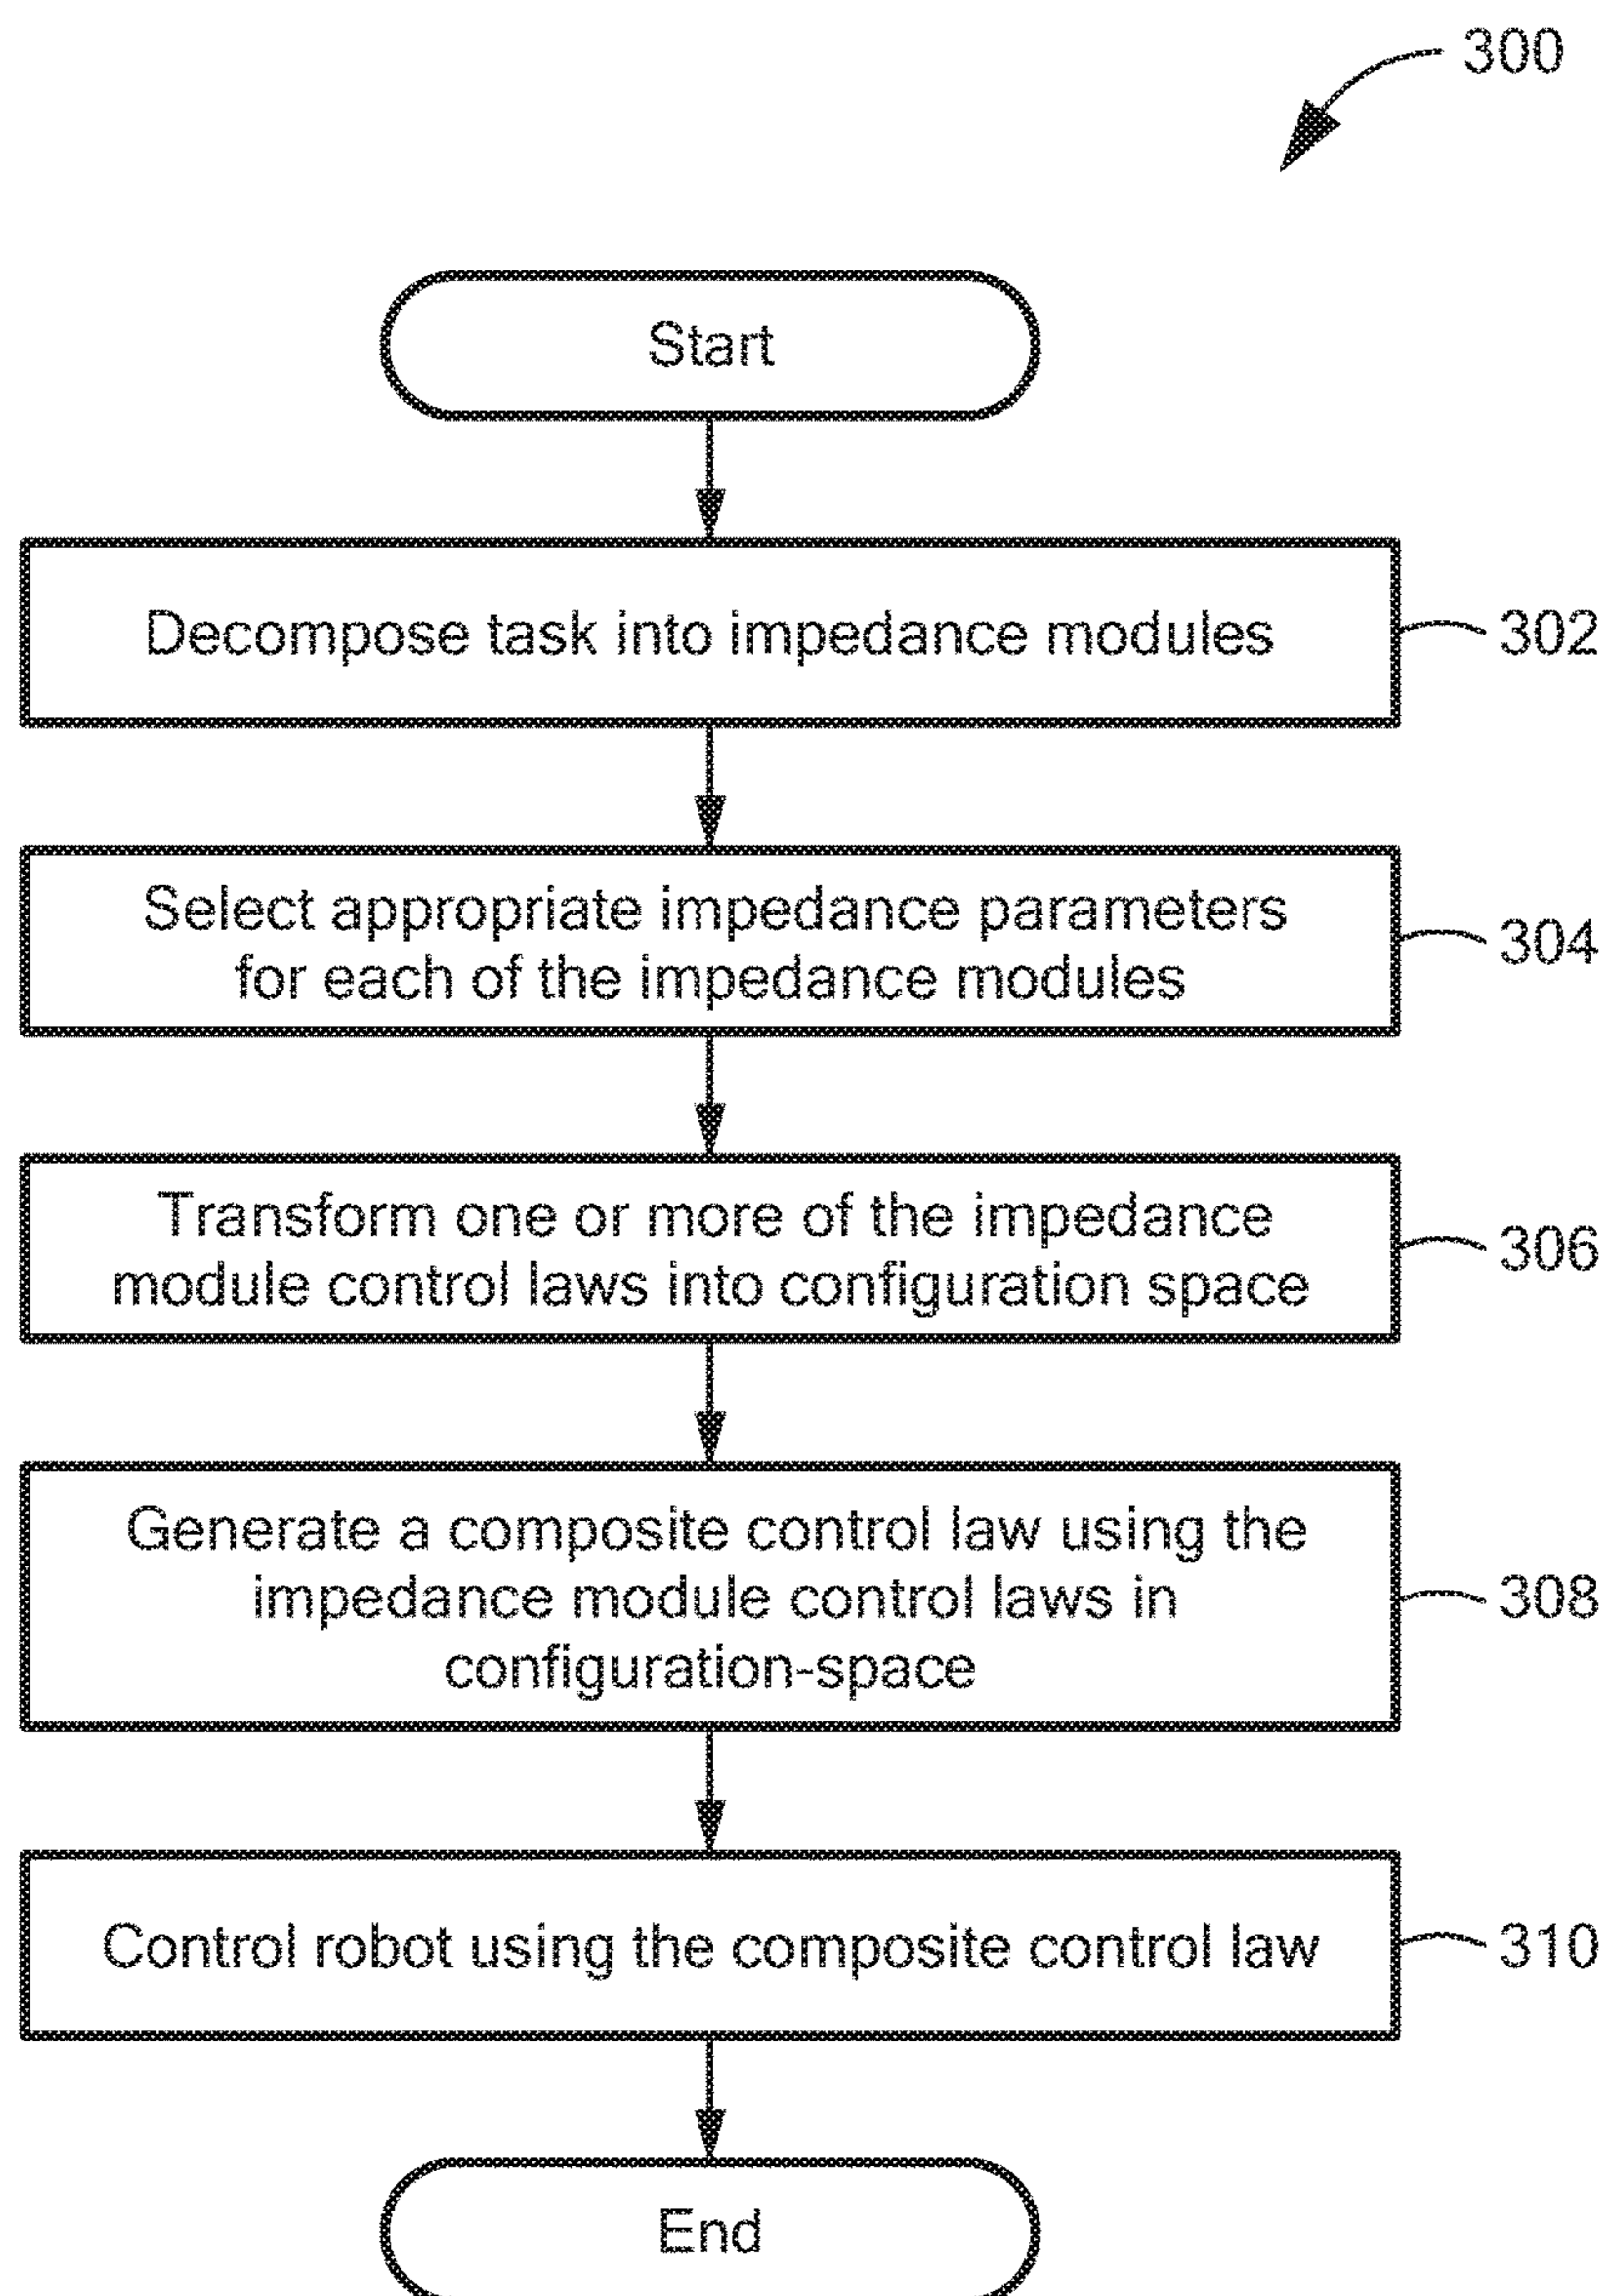 300
Start
Decompose task into impedance modules
302
Select appropriate impedance parameters
for each of the impedance modules
304
Transform one or more of the impedance
module control laws into configuration space
306
Generate a composite control law using the
impedance module control laws in
configuration-space
308
Control robot using the composite control law
310
End